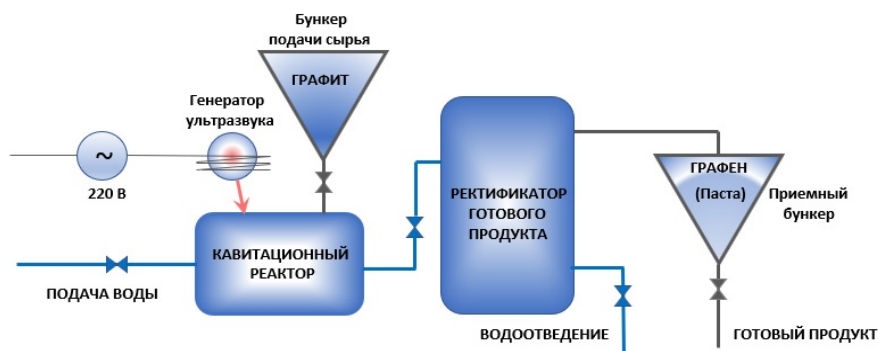 Бункер
подачи сырья
ГРАФИТ
Генератор
ультразвука
~
220 В
КАВИТАЦИОННЫЙ
РЕАКТОР
ПОДАЧА ВОДЫ
РЕКТИФИКАТОР
ГОТОВОГО
ПРОДУКТА
ВОДООТВЕДЕНИЕ
ГРАФЕН
(Паста)
Приемный
бункер
ГОТОВЫЙ ПРОДУКТ